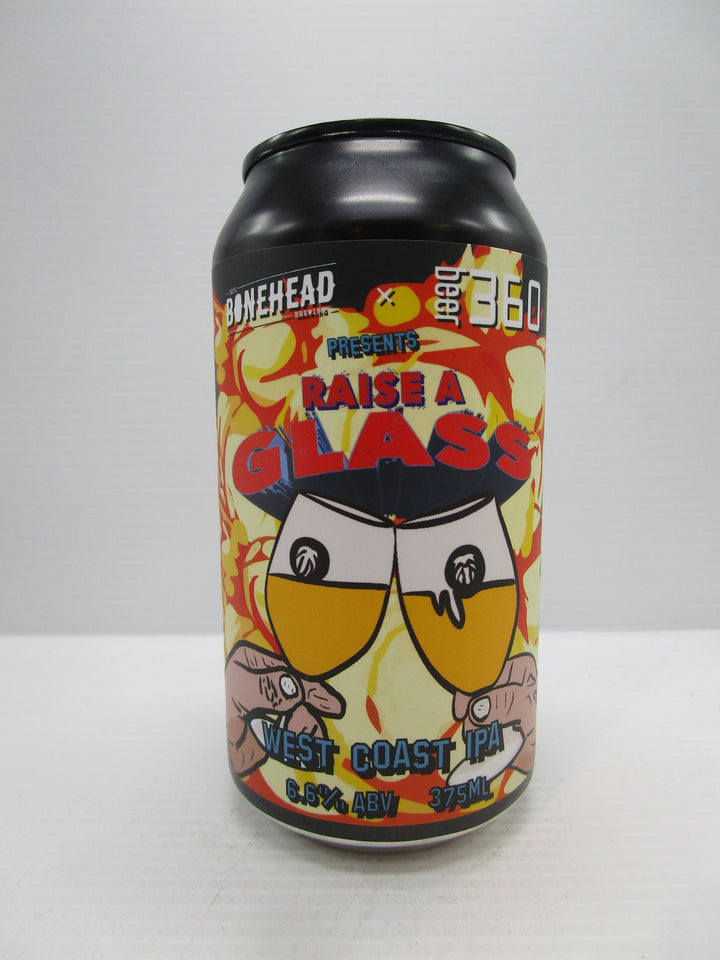 BONEHEAD
BREWING
x
beer 360
PRESENTS
RAISE A
GLASS
WEST COAST IPA
6.6% ABV 375ML